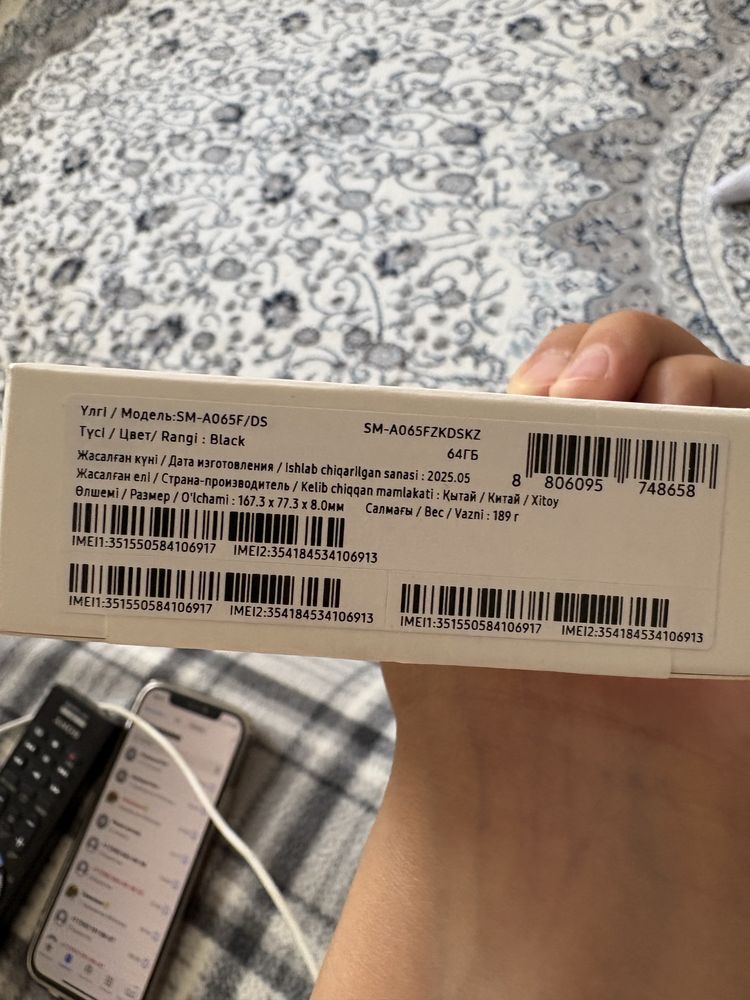 Үлгі / Модель:SM-A065F/DS
SM-A065FZKDSKZ
Түсі / Цвет/ Rangi : Black
64ГБ
Жасалған күні / Дата изготовления / Ishlab chiqarilgan sanasi : 2025.05
Жасалған елі / Страна-производитель / Kelib chiqqan mamlakati : Қытай / Китай / Xitoy
Өлшемі / Размер / O'lchami : 167.3 x 77.3 x 8.0мм
Салмағы / Вес / Vazni : 189 г
8 806095 748658
IMEI1:351550584106917 IMEI2:354184534106913
IMEI1:351550584106917 IMEI2:354184534106913
IMEI1:351550584106917 IMEI2:354184534106913